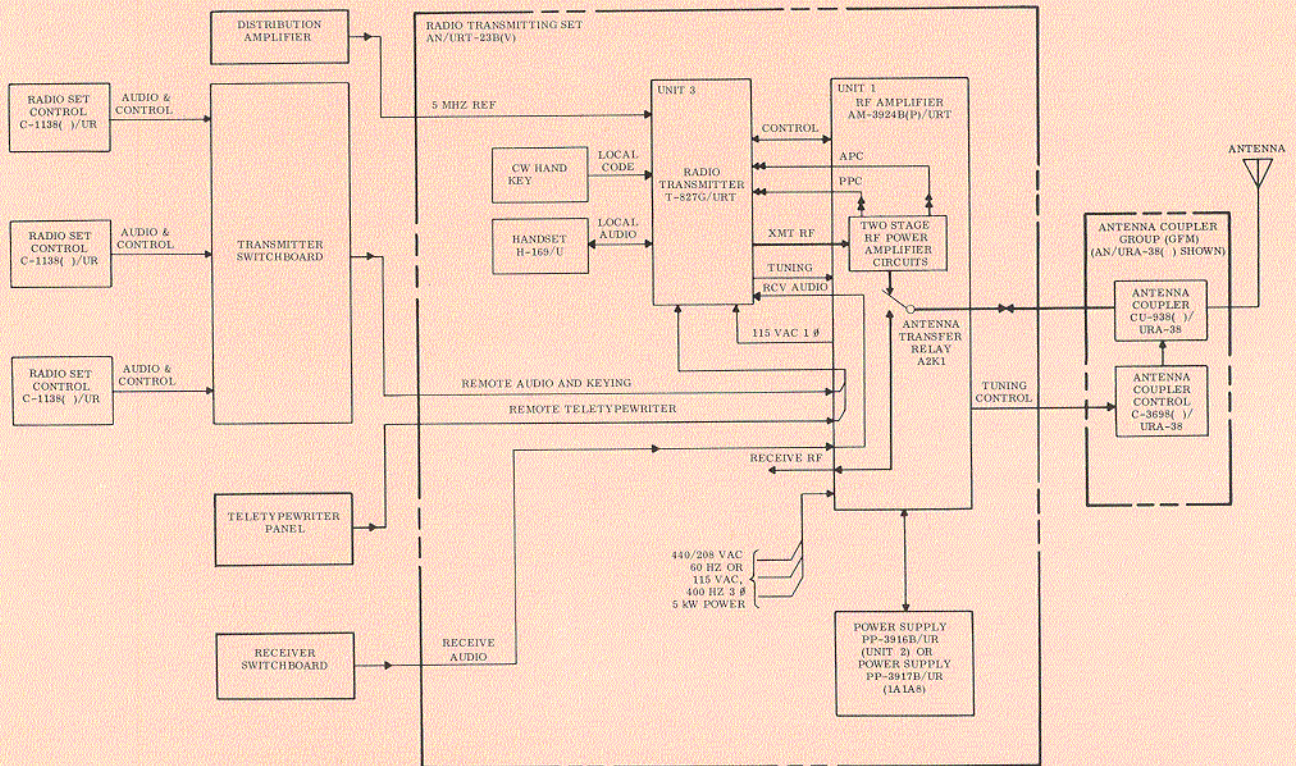 DISTRIBUTION
AMPLIFIER
RADIO TRANSMITTING SET
AN/URT-23B(V)
RADIO SET
CONTROL
C-1138( )/UR
AUDIO &
CONTROL
5 MHZ REF
UNIT 3
RADIO
TRANSMITTER
T-827G/URT
UNIT 1
RF AMPLIFIER
AM-3924B(P)/URT
CONTROL
APC
PPC
CW HAND
KEY
LOCAL
CODE
HANDSET
H-169/U
LOCAL
AUDIO
XMT RF
TWO STAGE
RF POWER
AMPLIFIER
CIRCUITS
TUNING
RCV AUDIO
115 VAC 1 Ø
ANTENNA
TRANSFER
RELAY
A2K1
ANTENNA
ANTENNA COUPLER
GROUP (GFM)
(AN/URA-38( ) SHOWN)
ANTENNA
COUPLER
CU-938( )/
URA-38
ANTENNA
COUPLER
CONTROL
C-3698( )/
URA-38
TUNING
CONTROL
RADIO SET
CONTROL
C-1138( )/UR
AUDIO &
CONTROL
TRANSMITTER
SWITCHBOARD
RADIO SET
CONTROL
C-1138( )/UR
AUDIO &
CONTROL
REMOTE AUDIO AND KEYING
REMOTE TELETYPEWRITER
RECEIVE RF
TELETYPEWRITER
PANEL
440/208 VAC
60 HZ OR
115 VAC,
400 HZ 3 Ø
5 kW POWER
RECEIVER
SWITCHBOARD
RECEIVE
AUDIO
POWER SUPPLY
PP-3916B/UR
(UNIT 2) OR
POWER SUPPLY
PP-3917B/UR
(1A1A8)